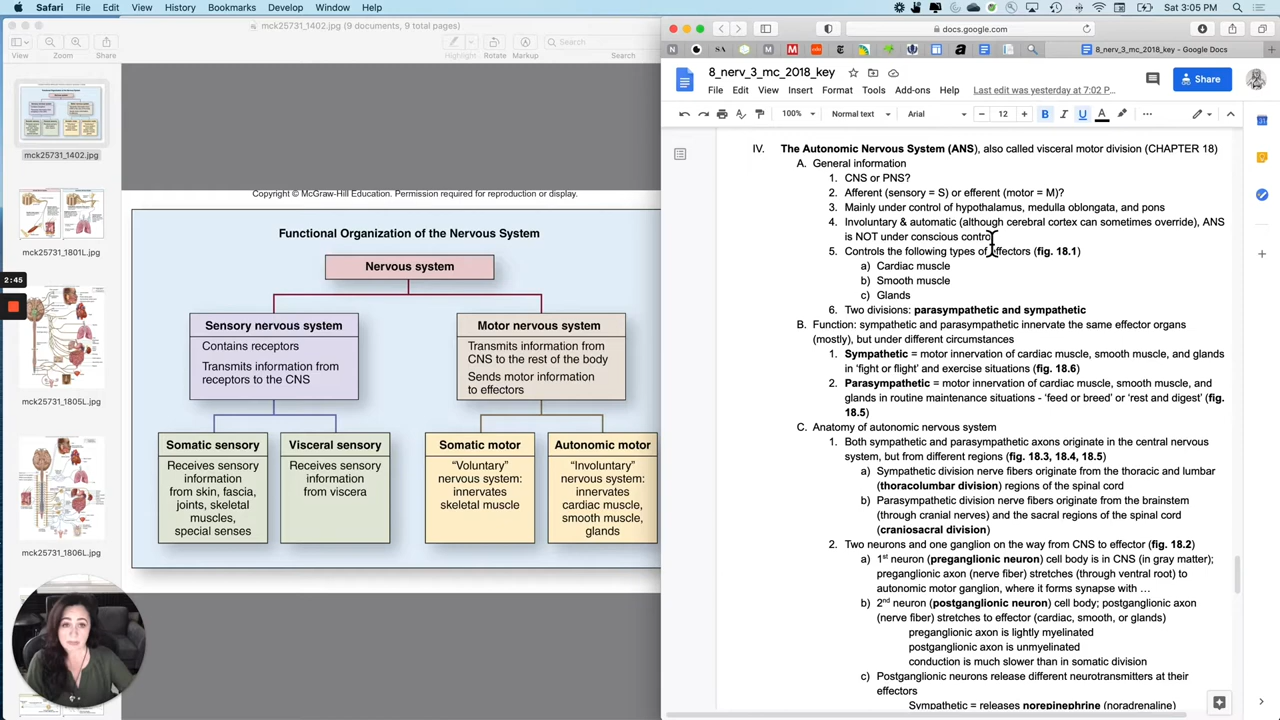 Safari File Edit View History Bookmarks Develop Window Help
Sat 3:05 PM
mck25731_1402.jpg (9 documents, 9 total pages)
View Zoom Share Highlight Rotate Markup Search
Search
mck25731_1402.jpg
mck25731_1801L.jpg
mck25731_1805L.jpg
mck25731_1806L.jpg
2:45
Copyright © McGraw-Hill Education. Permission required for reproduction or display.
Functional Organization of the Nervous System
Nervous system
Sensory nervous system
Contains receptors
Transmits information from
receptors to the CNS
Motor nervous system
Transmits information from
CNS to the rest of the body
Sends motor information
to effectors
Somatic sensory
Receives sensory
information
from skin, fascia,
joints, skeletal
muscles,
special senses
Visceral sensory
Receives sensory
information
from viscera
Somatic motor
“Voluntary”
nervous system:
innervates
skeletal muscle
Autonomic motor
“Involuntary”
nervous system:
innervates
cardiac muscle,
smooth muscle,
glands
docs.google.com
8_nerv_3_mc_2018_key - Google Docs
8_nerv_3_mc_2018_key
File Edit View Insert Format Tools Add-ons Help Last edit was yesterday at 7:02 P...
Share
100% Normal text Arial 12 B I U A
IV. The Autonomic Nervous System (ANS), also called visceral motor division (CHAPTER 18)
A. General information
1. CNS or PNS?
2. Afferent (sensory = S) or efferent (motor = M)?
3. Mainly under control of hypothalamus, medulla oblongata, and pons
4. Involuntary & automatic (although cerebral cortex can sometimes override), ANS
is NOT under conscious control
5. Controls the following types of effectors (fig. 18.1)
a) Cardiac muscle
b) Smooth muscle
c) Glands
6. Two divisions: parasympathetic and sympathetic
B. Function: sympathetic and parasympathetic innervate the same effector organs
(mostly), but under different circumstances
1. Sympathetic = motor innervation of cardiac muscle, smooth muscle, and glands
in ‘fight or flight’ and exercise situations (fig. 18.6)
2. Parasympathetic = motor innervation of cardiac muscle, smooth muscle, and
glands in routine maintenance situations - ‘feed or breed’ or ‘rest and digest’ (fig.
18.5)
C. Anatomy of autonomic nervous system
1. Both sympathetic and parasympathetic axons originate in the central nervous
system, but from different regions (fig. 18.3, 18.4, 18.5)
a) Sympathetic division nerve fibers originate from the thoracic and lumbar
(thoracolumbar division) regions of the spinal cord
b) Parasympathetic division nerve fibers originate from the brainstem
(through cranial nerves) and the sacral regions of the spinal cord
(craniosacral division)
2. Two neurons and one ganglion on the way from CNS to effector (fig. 18.2)
a) 1st neuron (preganglionic neuron) cell body is in CNS (in gray matter);
preganglionic axon (nerve fiber) stretches (through ventral root) to
autonomic motor ganglion, where it forms synapse with ...
b) 2nd neuron (postganglionic neuron) cell body; postganglionic axon
(nerve fiber) stretches to effector (cardiac, smooth, or glands)
preganglionic axon is lightly myelinated
postganglionic axon is unmyelinated
conduction is much slower than in somatic division
c) Postganglionic neurons release different neurotransmitters at their
effectors
Sympathetic = releases norepinephrine (noradrenaline)